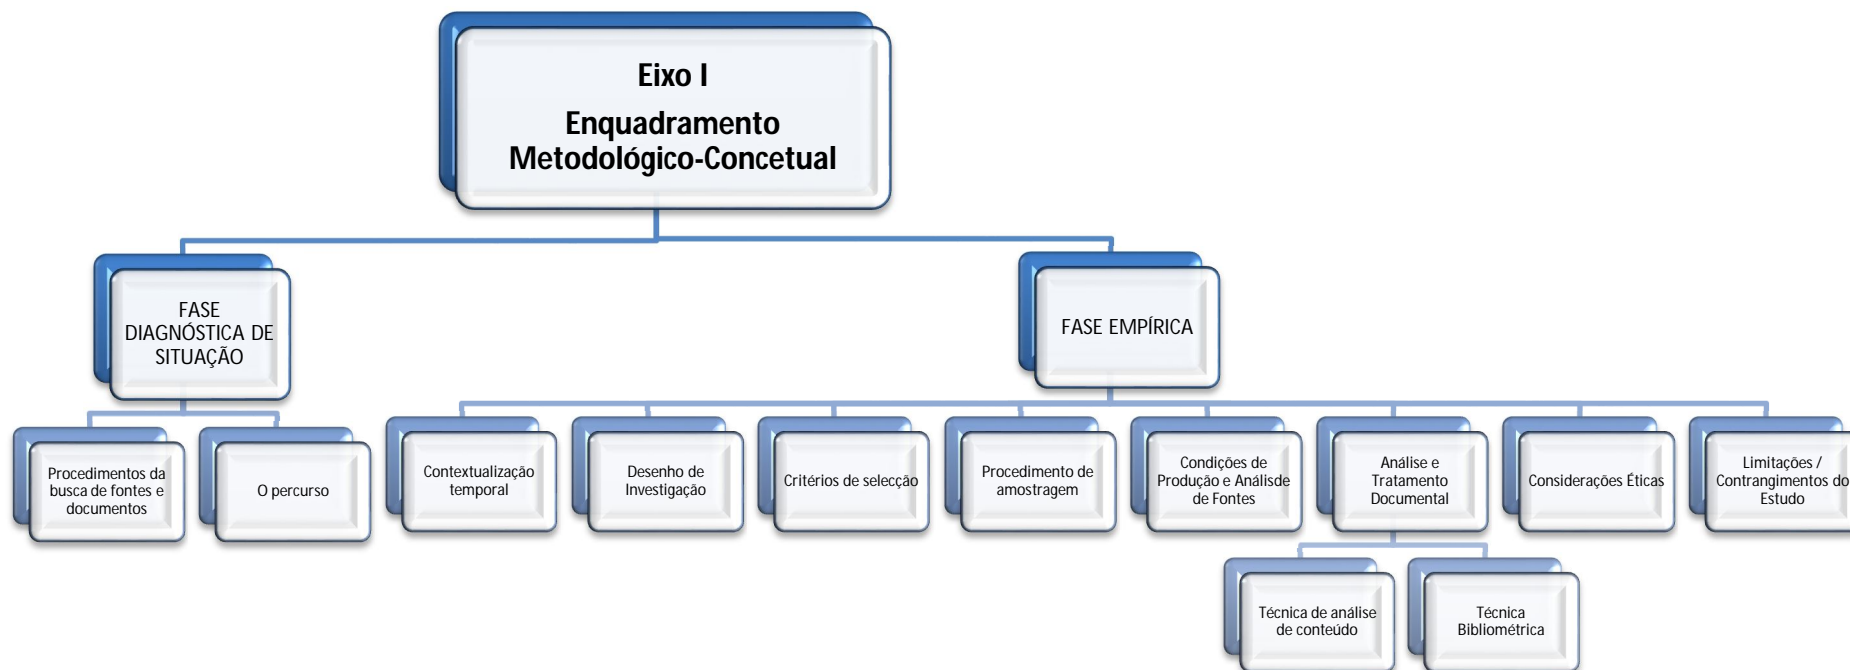 Eixo I
Enquadramento
Metodológico-Concetual
FASE
DIAGNÓSTICA DE
SITUAÇÃO
FASE EMPÍRICA
Procedimentos da
busca de fontes e
documentos
O percurso
Contextualização
temporal
Desenho de
Investigação
Critérios de selecção
Procedimento de
amostragem
Condições de
Produção e Análisde
de Fontes
Análise e
Tratamento
Documental
Considerações Éticas
Limitações /
Contrangimentos do
Estudo
Técnica de análise
de conteúdo
Técnica
Bibliométrica